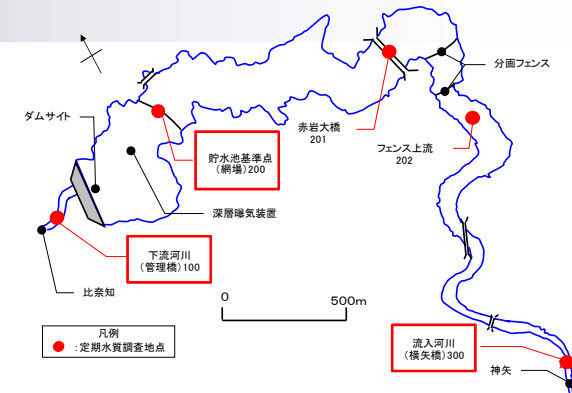 分画フェンス
ダムサイト
赤岩大橋
201
フェンス上流
202
貯水池基準点
(網場)200
深層曝気装置
下流河川
(管理橋)100
比奈知
0
500m
凡例
:定期水質調査地点
流入河川
(横矢橋)300
神矢